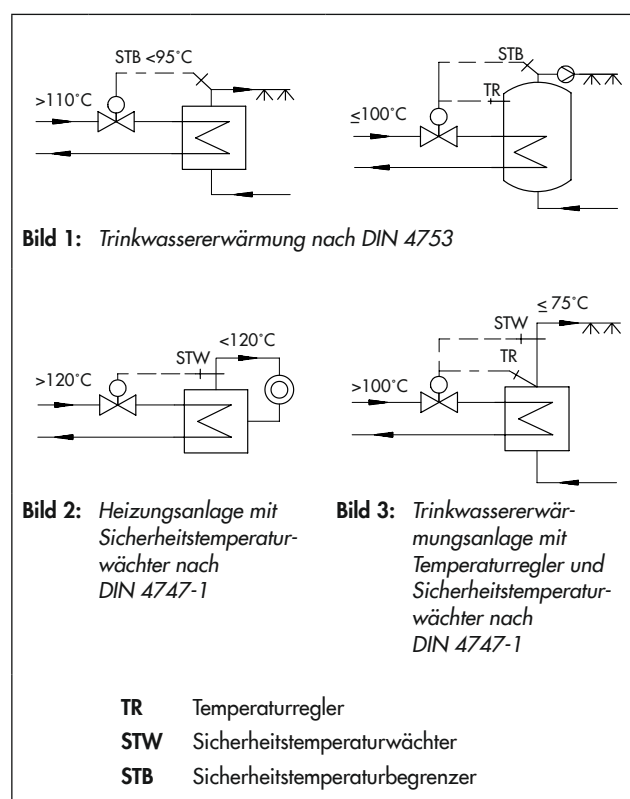 STB <95°C
>110°C
STB
TR
≤100°C
Bild 1: Trinkwassererwärmung nach DIN 4753
STW
<120°C
>120°C
≤ 75°C
STW
TR
>100°C
Bild 2: Heizungsanlage mit
Sicherheitstemperatur-
wächter nach
DIN 4747-1
Bild 3: Trinkwassererwär-
mungsanlage mit
Temperaturregler und
Sicherheitstemperatur-
wächter nach
DIN 4747-1
TR Temperaturregler
STW Sicherheitstemperaturwächter
STB Sicherheitstemperaturbegrenzer